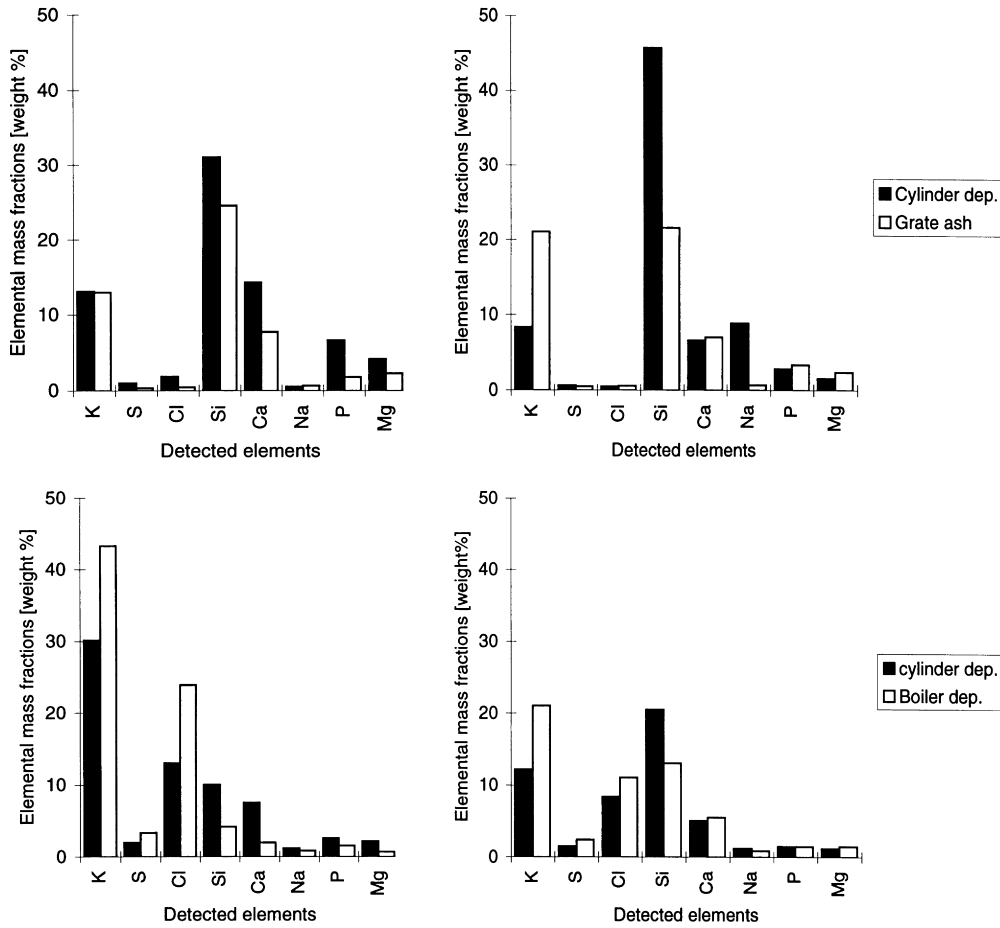 Elemental mass fractions [weight %]
50
40
30
20
10
0
K
S
Cl
Si
Ca
Na
P
Mg
Detected elements
Elemental mass fractions [weight %]
50
40
30
20
10
0
K
S
Cl
Si
Ca
Na
P
Mg
Detected elements
Cylinder dep.
Grate ash
Elemental mass fractions [weight %]
50
40
30
20
10
0
K
S
Cl
Si
Ca
Na
P
Mg
Detected elements
Elemental mass fractions [weight%]
50
40
30
20
10
0
K
S
Cl
Si
Ca
Na
P
Mg
Detected elements
cylinder dep.
Boiler dep.